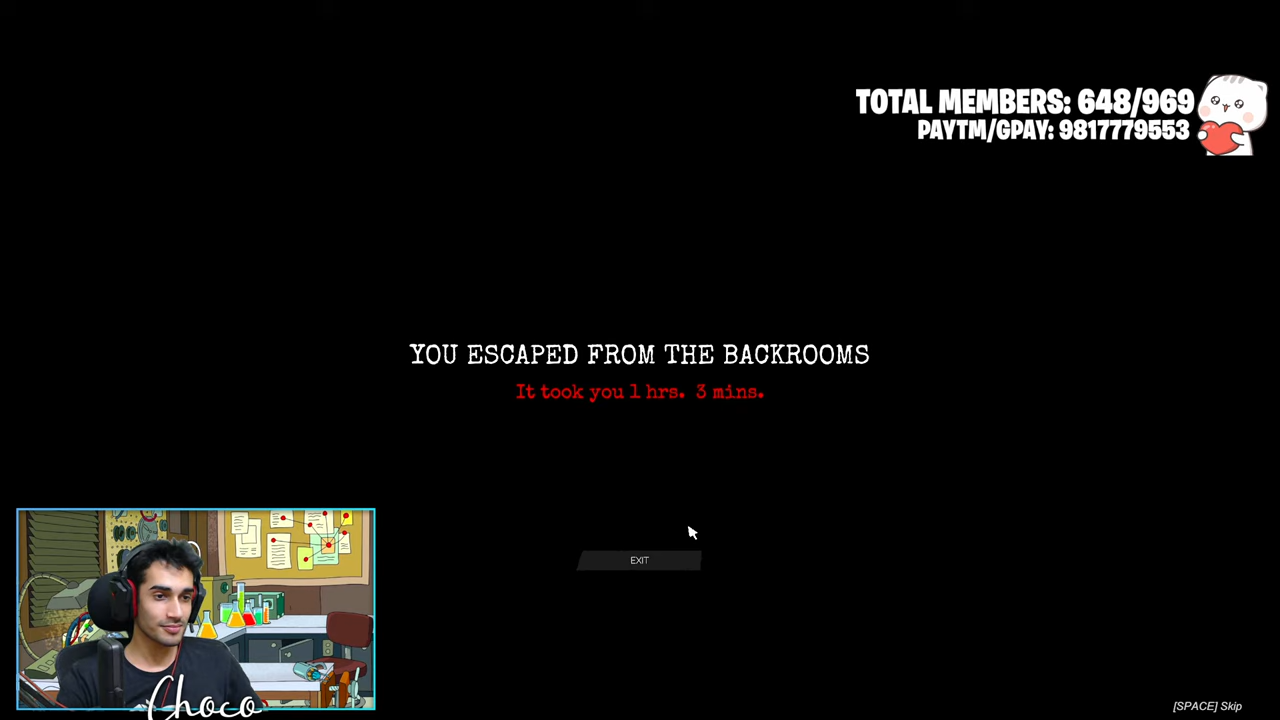 TOTAL MEMBERS: 648/969
PAYTM/GPAY: 9817779553
YOU ESCAPED FROM THE BACKROOMS
It took you 1 hrs. 3 mins.
EXIT
Choco
[SPACE] Skip